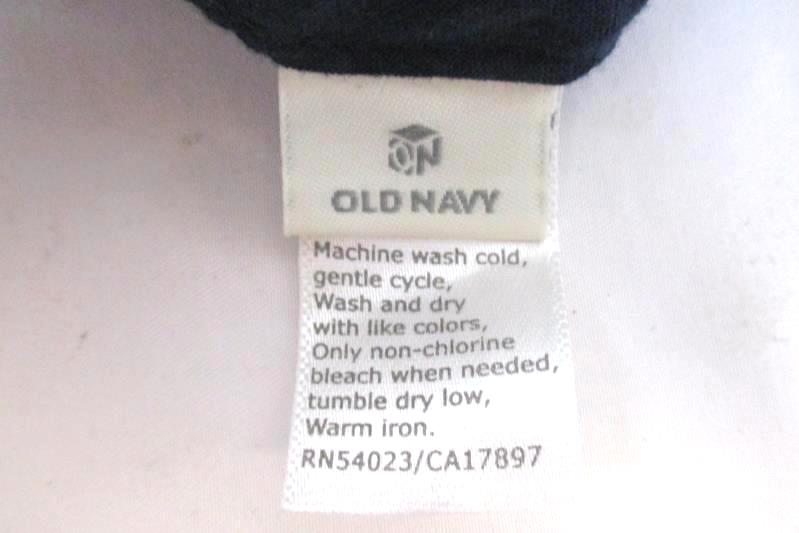 ON
OLD NAVY
Machine wash cold,
gentle cycle,
Wash and dry
with like colors,
Only non-chlorine
bleach when needed,
tumble dry low,
Warm iron.
RN54023/CA17897